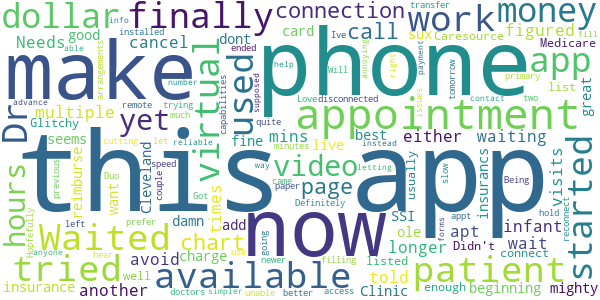 dollar finally connection work money
card Ive call sux Caresource figured
transfer info installed able arrangements
Needs good cancel dont ended
make phone app
Medicare fill
Dr yet virtual used appointment
multiple Glitchy seems number advance
help Will annoying right disconnected Love
payment issues tomorrow primary contact two list great
remote trying much capabilities supposed quite
mins best either waiting
hours reimburse Cleveland fine video live page usually insurancs visits started
cutting let reliable minutes instead letting
this app
previous Duo want times damn add
speed couple paper way came Definitely
slow forms Being
Got prefer
SSI apt infant
Waited chart now ole appt hold reconnect
left avoid charge longer Didn't wait connect
hopefully anyone hear use going newer filling listed told
tried available patient
insurance another well doctors simpler unable better access Clinic enough beginning mighty